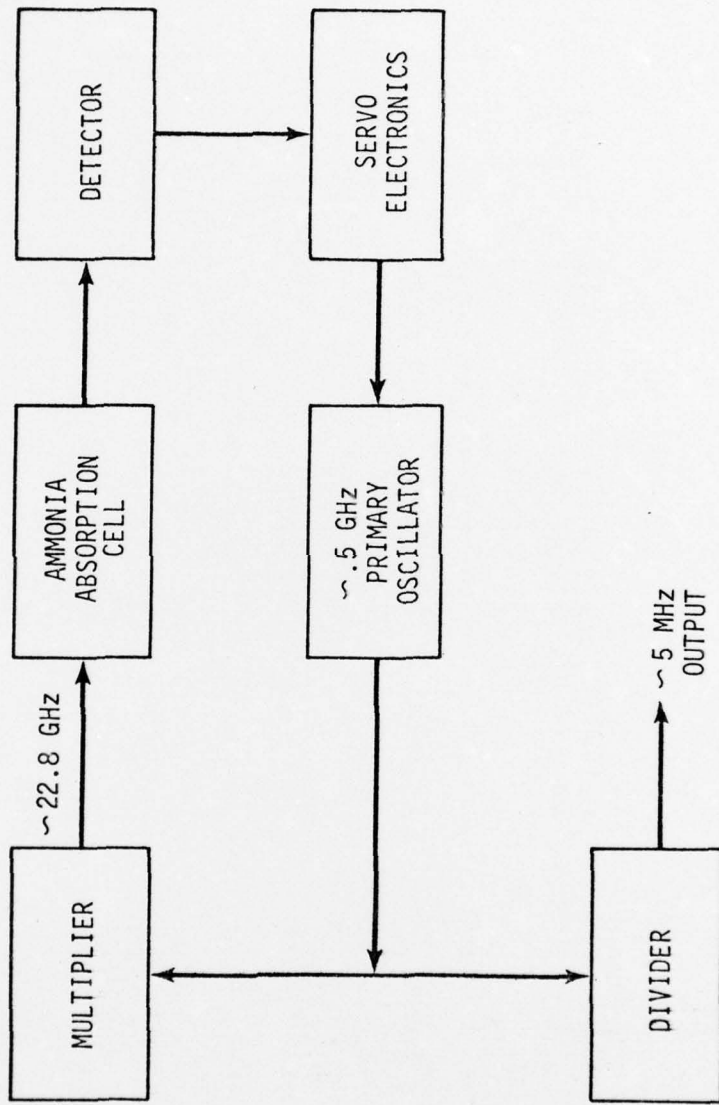 MULTIPLIER
~22.8 GHz
AMMONIA
ABSORPTION
CELL
DETECTOR
~.5 GHz
PRIMARY
OSCILLATOR
SERVO
ELECTRONICS
DIVIDER
~5 MHz
OUTPUT